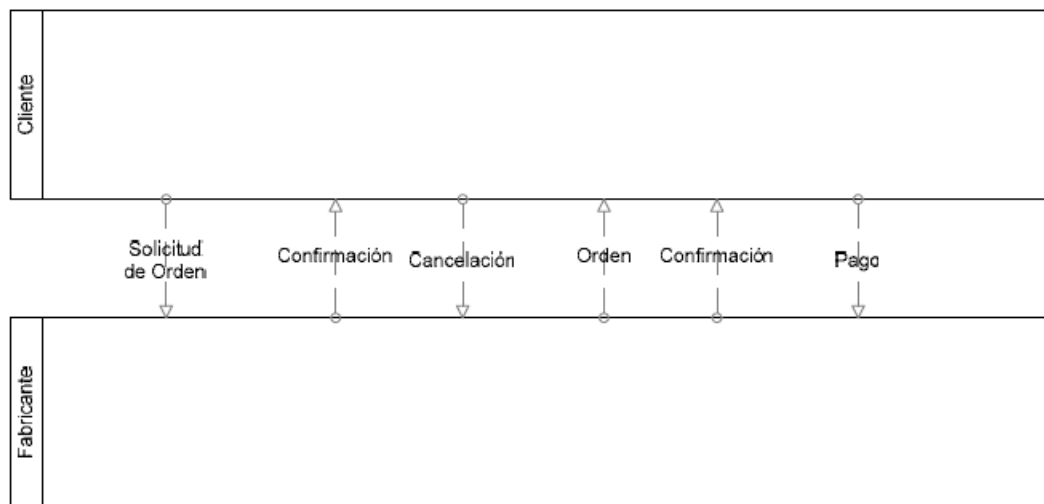 Cliente
Solicitud
de Orden
Confirmación
Cancelación
Orden
Confirmación
Pago
Fabricante